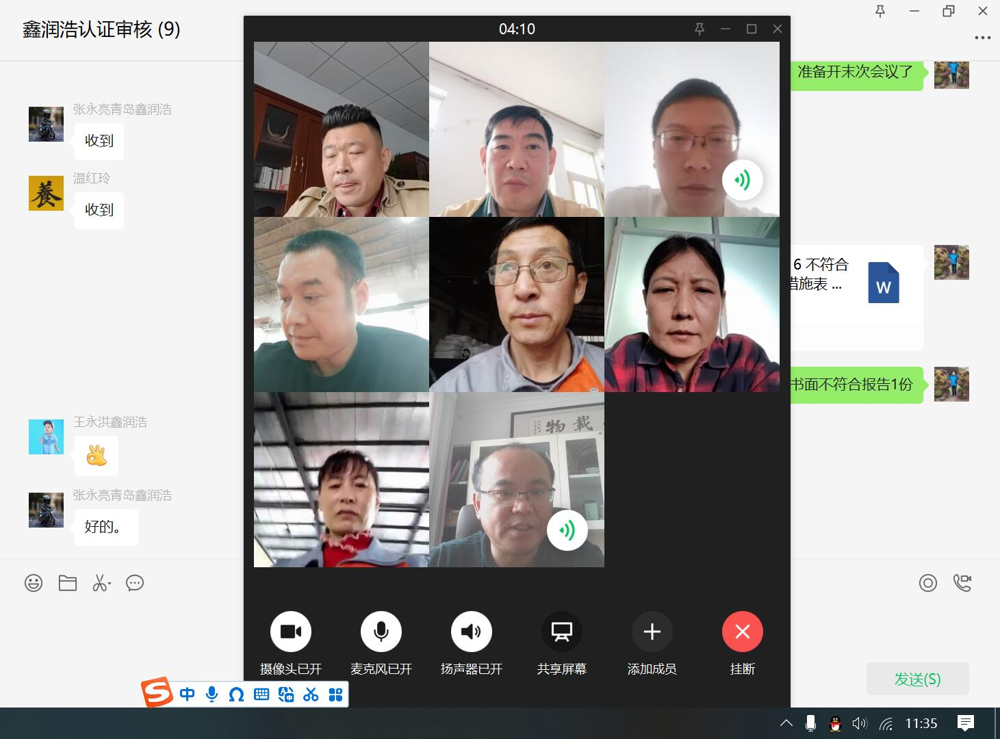 鑫润浩认证审核 (9)
04:10
准备开末次会议了
张永亮青岛鑫润浩
收到
温红玲
養
收到
6 不符合
措施表 ...
W
书面不符合报告1份
王永洪鑫润浩
张永亮青岛鑫润浩
好的。
載物
摄像头已开
麦克风已开
扬声器已开
共享屏幕
添加成员
挂断
发送(S)
S 中
11:35